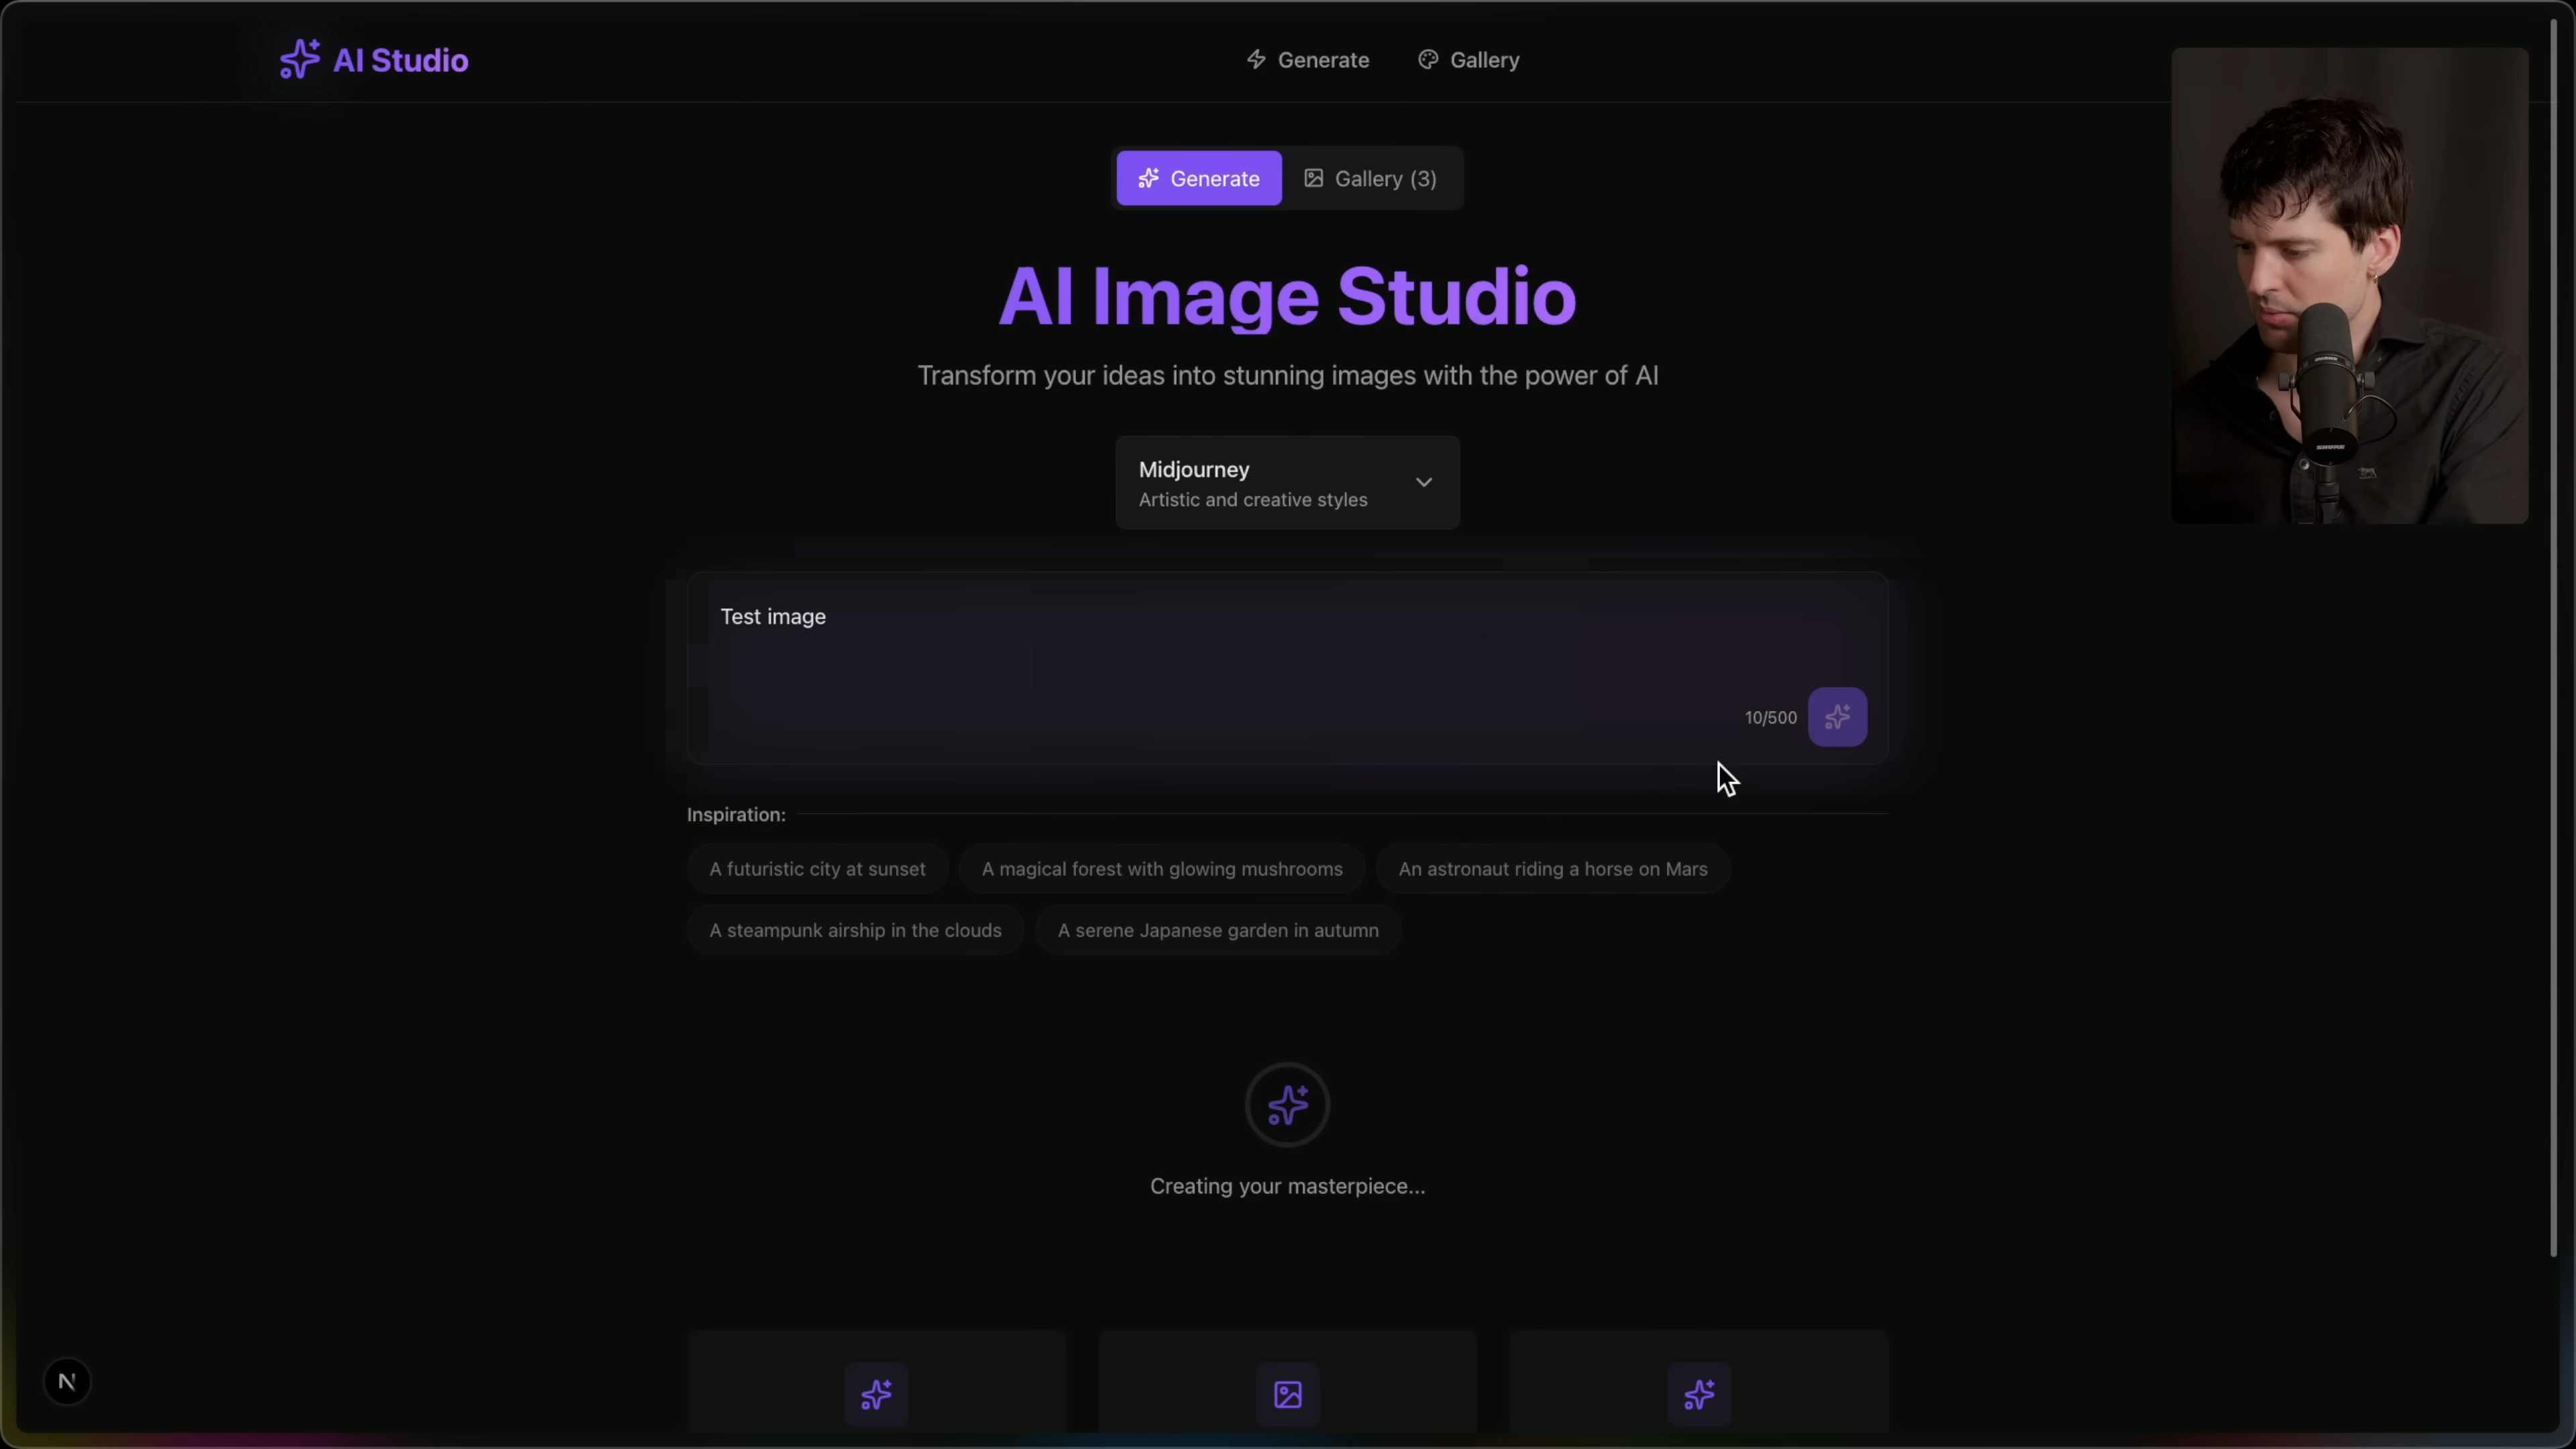 AI Studio
Generate
Gallery
Generate
Gallery (3)
AI Image Studio
Transform your ideas into stunning images with the power of AI
Midjourney
Artistic and creative styles
Test image
10/500
Inspiration:
A futuristic city at sunset
A magical forest with glowing mushrooms
An astronaut riding a horse on Mars
A steampunk airship in the clouds
A serene Japanese garden in autumn
Creating your masterpiece...
N
SHURE